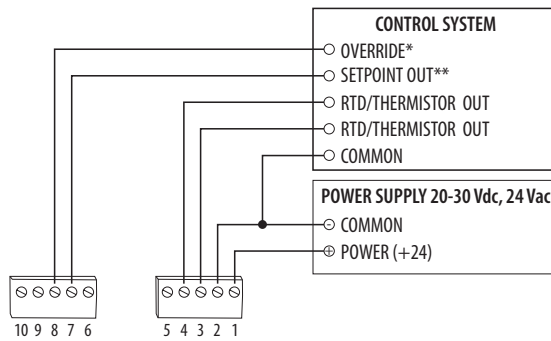 CONTROL SYSTEM
OVERRIDE*
SETPOINT OUT**
RTD/THERMISTOR OUT
RTD/THERMISTOR OUT
COMMON
POWER SUPPLY 20-30 Vdc, 24 Vac
COMMON
POWER (+24)
10 9 8 7 6 5 4 3 2 1